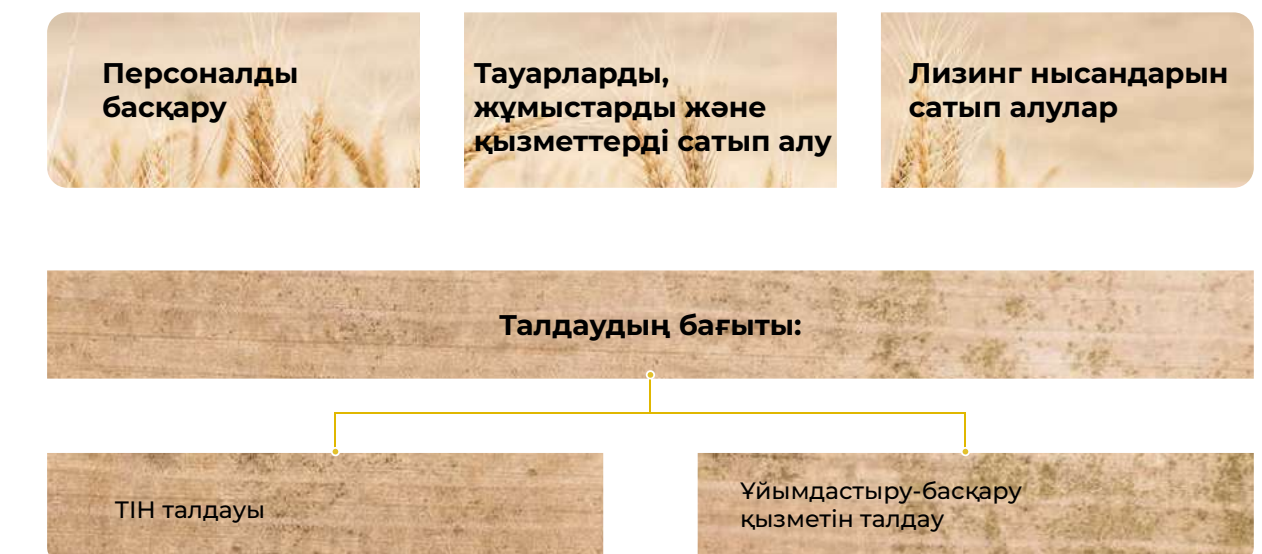 Персоналды
басқару
Тауарларды,
жұмыстарды және
қызметтерді сатып алу
Лизинг нысандарын
сатып алулар
Талдаудың бағыты:
ТІН талдауы
Ұйымдастыру-басқару
қызметін талдау